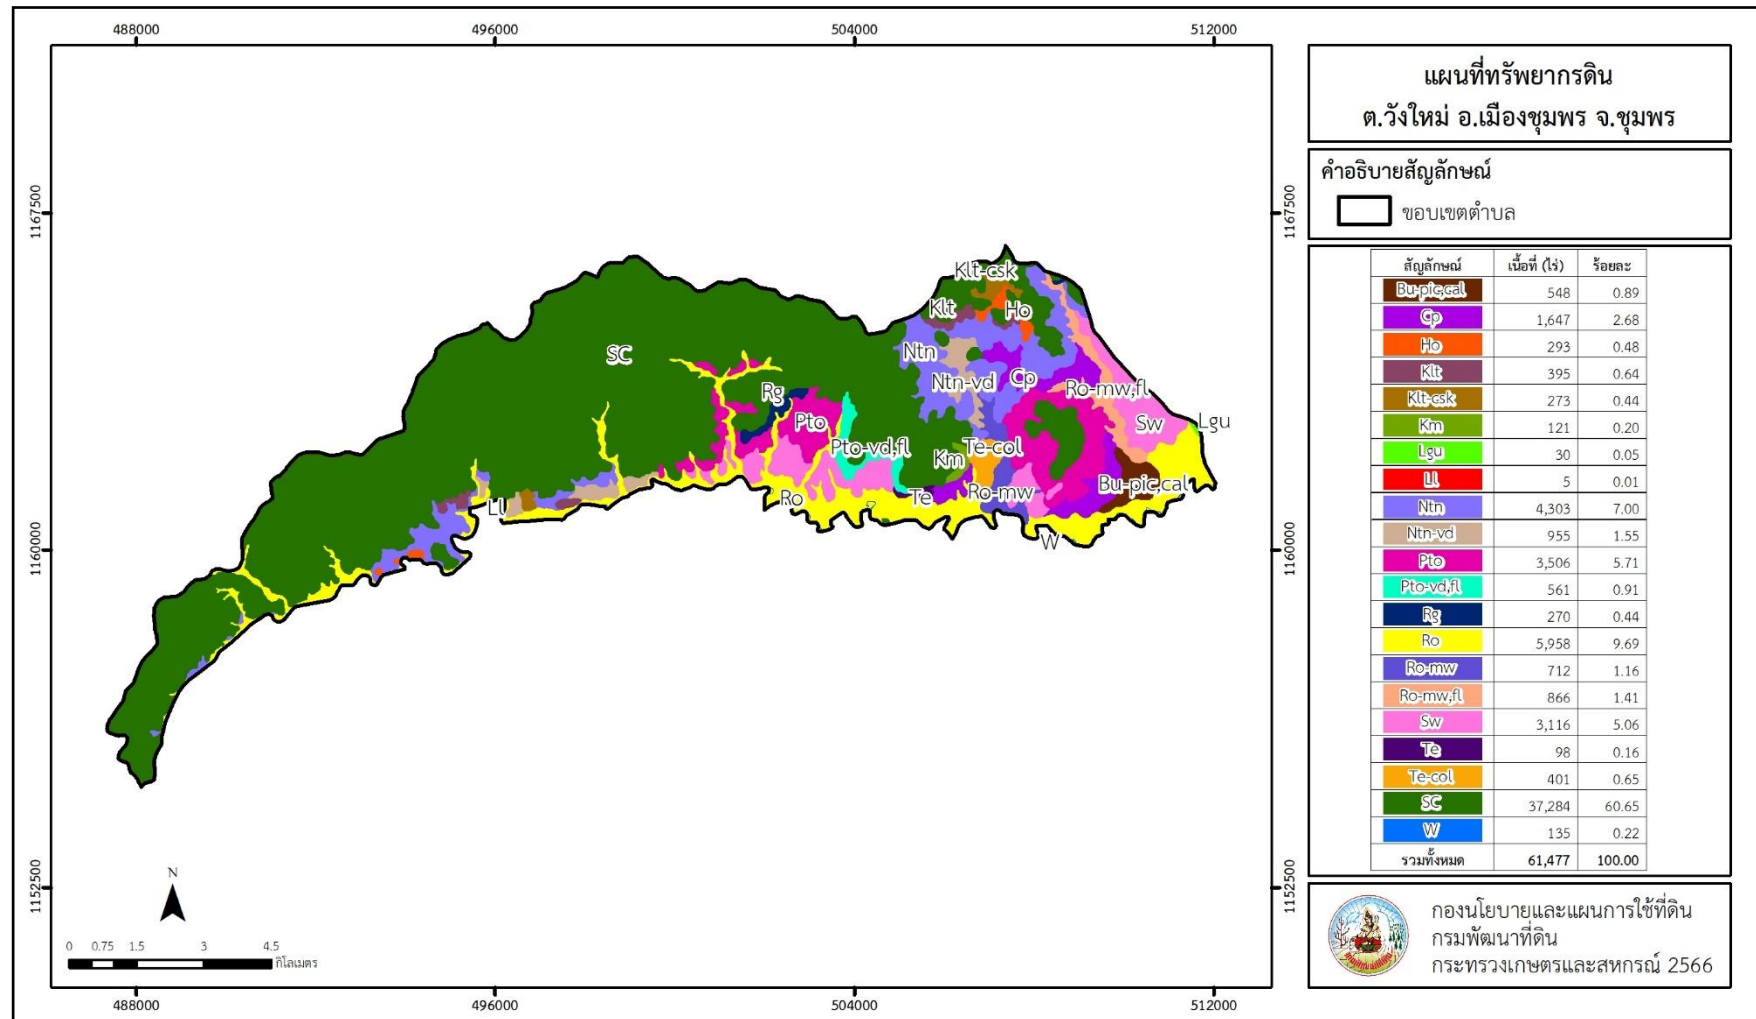 488000 496000 504000 512000
แผนที่ทรัพยากรดิน
ต.วังใหม่ อ.เมืองชุมพร จ.ชุมพร
คำอธิบายสัญลักษณ์
ขอบเขตตำบล
1167500 1167500
1160000 1160000
1152500 1152500
Klt-csk
Klt
Ho
SC
Ntn
Ntn-vd
Cp
Ro-mw,fl
Rg
Pto
Sw
Lgu
Pto-vd,fl
Te-col
Km
Bu-pic,cal
Ll
Ro
Te
Ro-mw
W
สัญลักษณ์ เนื้อที่ (ไร่) ร้อยละ
Bu-pic,cal 548 0.89
Cp 1,647 2.68
Ho 293 0.48
Klt 395 0.64
Klt-csk 273 0.44
Km 121 0.20
Lgu 30 0.05
Ll 5 0.01
Ntn 4,303 7.00
Ntn-vd 955 1.55
Pto 3,506 5.71
Pto-vd,fl 561 0.91
Rg 270 0.44
Ro 5,958 9.69
Ro-mw 712 1.16
Ro-mw,fl 866 1.41
Sw 3,116 5.06
Te 98 0.16
Te-col 401 0.65
SC 37,284 60.65
W 135 0.22
รวมทั้งหมด 61,477 100.00
N
0 0.75 1.5 3 4.5
กิโลเมตร
กองนโยบายและแผนการใช้ที่ดิน
กรมพัฒนาที่ดิน
กระทรวงเกษตรและสหกรณ์ 2566
488000 496000 504000 512000